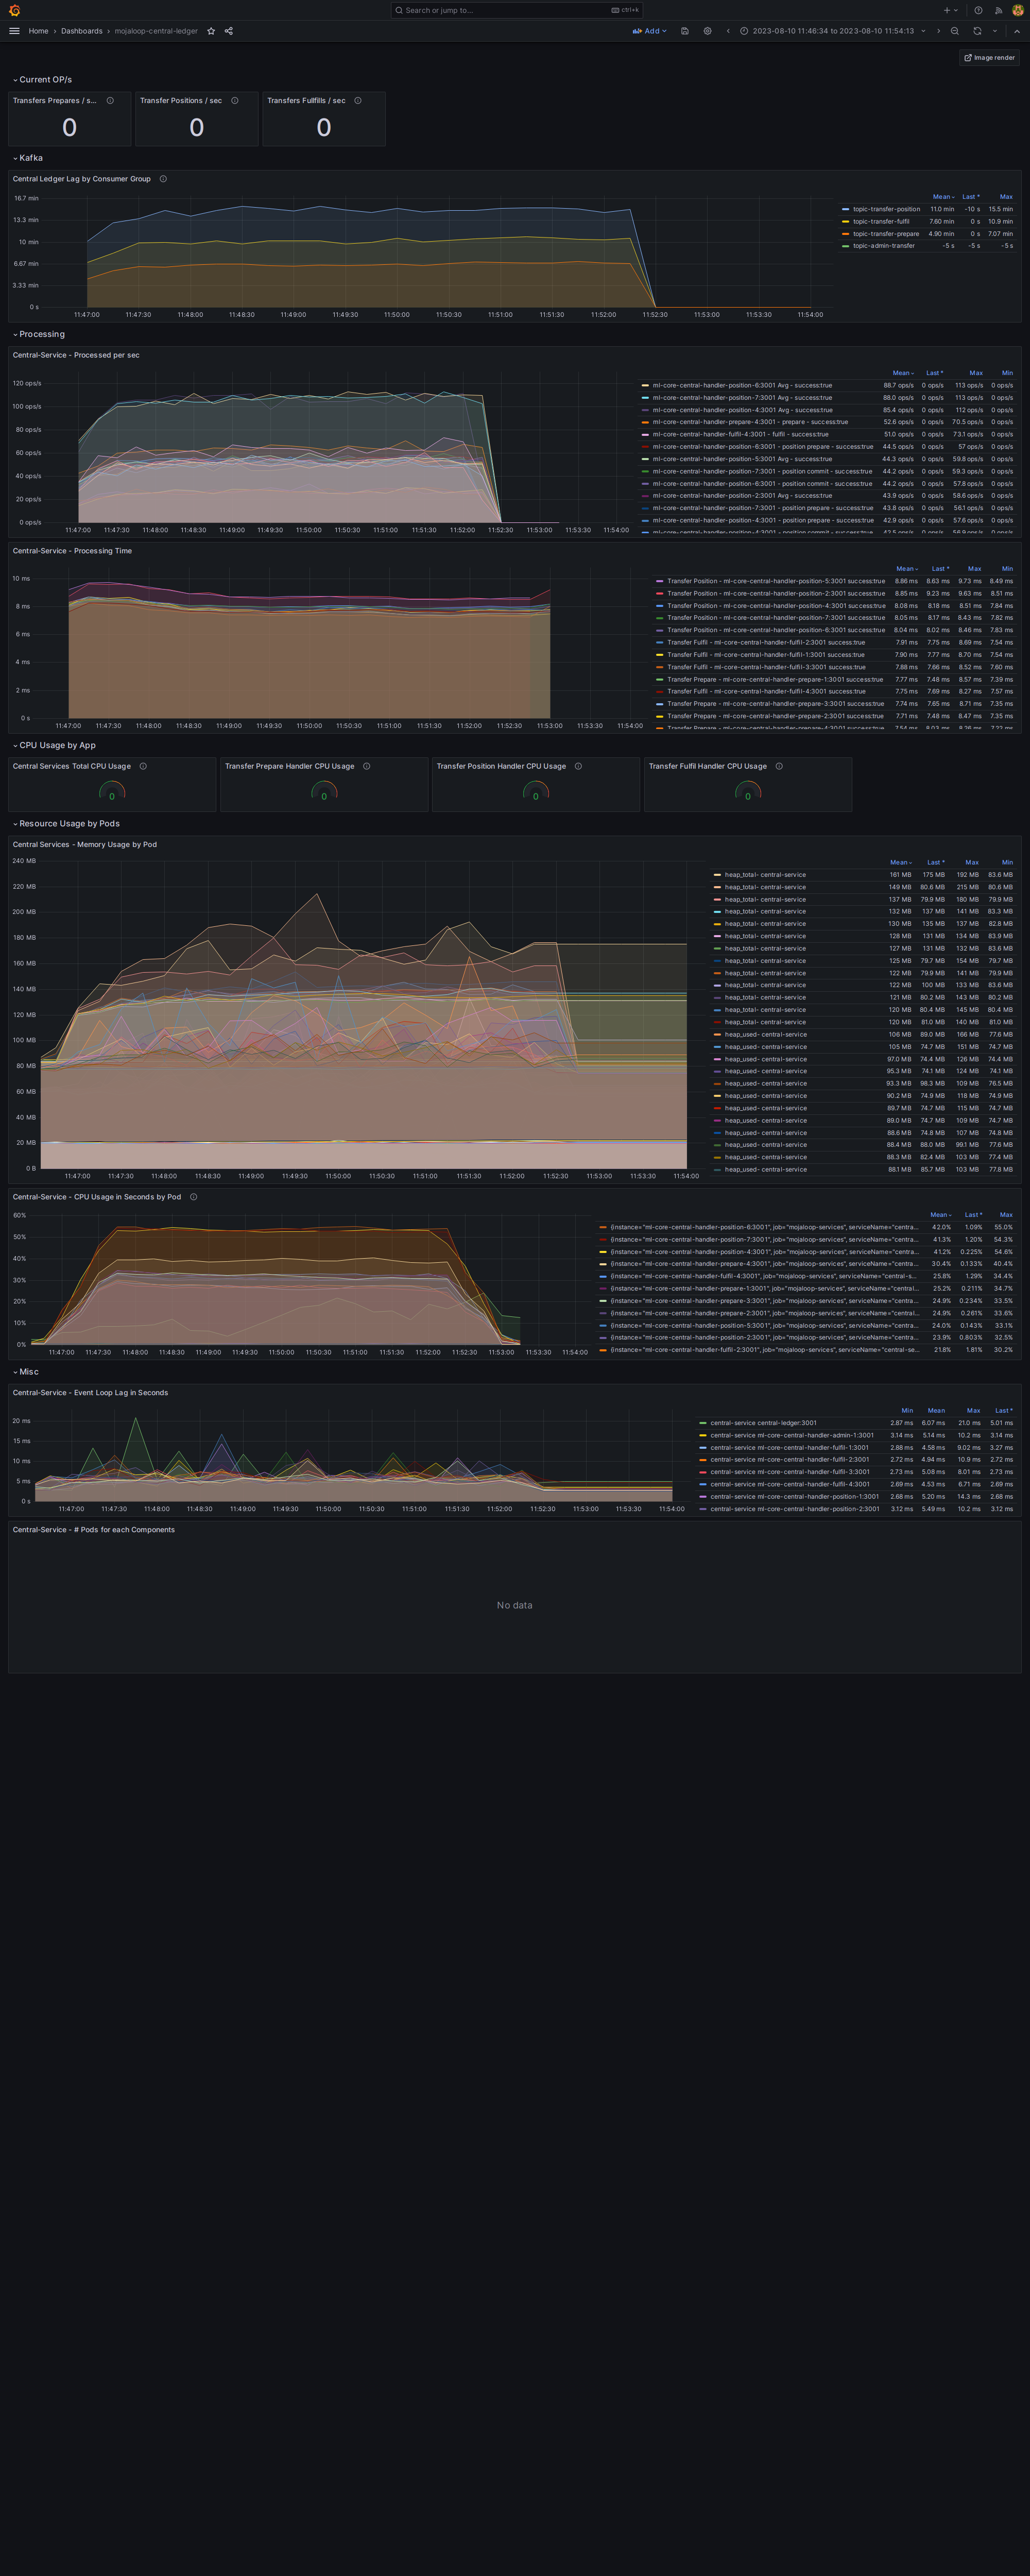 Search or jump to...
ctrl+k
Home › Dashboards › mojaloop-central-ledger
Add
2023-08-10 11:46:34 to 2023-08-10 11:54:13
Image render
Current OP/s
Transfers Prepares / s...
Transfer Positions / sec
Transfers Fullfills / sec
0
0
0
Kafka
Central Ledger Lag by Consumer Group
16.7 min
13.3 min
10 min
6.67 min
3.33 min
0 s
11:47:00 11:47:30 11:48:00 11:48:30 11:49:00 11:49:30 11:50:00 11:50:30 11:51:00 11:51:30 11:52:00 11:52:30 11:53:00 11:53:30 11:54:00
Mean Last * Max
topic-transfer-position 11.0 min -10 s 15.5 min
topic-transfer-fulfil 7.60 min 0 s 10.9 min
topic-transfer-prepare 4.90 min 0 s 7.07 min
topic-admin-transfer -5 s -5 s -5 s
Processing
Central-Service - Processed per sec
120 ops/s
100 ops/s
80 ops/s
60 ops/s
40 ops/s
20 ops/s
0 ops/s
11:47:00 11:47:30 11:48:00 11:48:30 11:49:00 11:49:30 11:50:00 11:50:30 11:51:00 11:51:30 11:52:00 11:52:30 11:53:00 11:53:30 11:54:00
Mean Last * Max Min
ml-core-central-handler-position-6:3001 Avg - success:true 88.7 ops/s 0 ops/s 113 ops/s 0 ops/s
ml-core-central-handler-position-7:3001 Avg - success:true 88.0 ops/s 0 ops/s 113 ops/s 0 ops/s
ml-core-central-handler-position-4:3001 Avg - success:true 85.4 ops/s 0 ops/s 112 ops/s 0 ops/s
ml-core-central-handler-prepare-4:3001 - prepare - success:true 52.6 ops/s 0 ops/s 70.5 ops/s 0 ops/s
ml-core-central-handler-fulfil-4:3001 - fulfil - success:true 51.0 ops/s 0 ops/s 73.1 ops/s 0 ops/s
ml-core-central-handler-position-6:3001 - position prepare - success:true 44.5 ops/s 0 ops/s 57 ops/s 0 ops/s
ml-core-central-handler-position-5:3001 Avg - success:true 44.3 ops/s 0 ops/s 59.8 ops/s 0 ops/s
ml-core-central-handler-position-7:3001 - position commit - success:true 44.2 ops/s 0 ops/s 59.3 ops/s 0 ops/s
ml-core-central-handler-position-6:3001 - position commit - success:true 44.2 ops/s 0 ops/s 57.8 ops/s 0 ops/s
ml-core-central-handler-position-2:3001 Avg - success:true 43.9 ops/s 0 ops/s 58.6 ops/s 0 ops/s
ml-core-central-handler-position-7:3001 - position prepare - success:true 43.8 ops/s 0 ops/s 56.1 ops/s 0 ops/s
ml-core-central-handler-position-4:3001 - position prepare - success:true 42.9 ops/s 0 ops/s 57.6 ops/s 0 ops/s
Central-Service - Processing Time
10 ms
8 ms
6 ms
4 ms
2 ms
0 s
11:47:00 11:47:30 11:48:00 11:48:30 11:49:00 11:49:30 11:50:00 11:50:30 11:51:00 11:51:30 11:52:00 11:52:30 11:53:00 11:53:30 11:54:00
Mean Last * Max Min
Transfer Position - ml-core-central-handler-position-5:3001 success:true 8.86 ms 8.63 ms 9.73 ms 8.49 ms
Transfer Position - ml-core-central-handler-position-2:3001 success:true 8.85 ms 9.23 ms 9.63 ms 8.51 ms
Transfer Position - ml-core-central-handler-position-4:3001 success:true 8.08 ms 8.18 ms 8.51 ms 7.84 ms
Transfer Position - ml-core-central-handler-position-7:3001 success:true 8.05 ms 8.17 ms 8.43 ms 7.82 ms
Transfer Position - ml-core-central-handler-position-6:3001 success:true 8.04 ms 8.02 ms 8.46 ms 7.83 ms
Transfer Fulfil - ml-core-central-handler-fulfil-2:3001 success:true 7.91 ms 7.75 ms 8.69 ms 7.54 ms
Transfer Fulfil - ml-core-central-handler-fulfil-1:3001 success:true 7.90 ms 7.77 ms 8.70 ms 7.54 ms
Transfer Fulfil - ml-core-central-handler-fulfil-3:3001 success:true 7.88 ms 7.66 ms 8.52 ms 7.60 ms
Transfer Prepare - ml-core-central-handler-prepare-1:3001 success:true 7.77 ms 7.48 ms 8.57 ms 7.39 ms
Transfer Fulfil - ml-core-central-handler-fulfil-4:3001 success:true 7.75 ms 7.69 ms 8.27 ms 7.57 ms
Transfer Prepare - ml-core-central-handler-prepare-3:3001 success:true 7.74 ms 7.65 ms 8.71 ms 7.35 ms
Transfer Prepare - ml-core-central-handler-prepare-2:3001 success:true 7.71 ms 7.48 ms 8.47 ms 7.35 ms
CPU Usage by App
Central Services Total CPU Usage
Transfer Prepare Handler CPU Usage
Transfer Position Handler CPU Usage
Transfer Fulfil Handler CPU Usage
0
0
0
0
Resource Usage by Pods
Central Services - Memory Usage by Pod
240 MB
220 MB
200 MB
180 MB
160 MB
140 MB
120 MB
100 MB
80 MB
60 MB
40 MB
20 MB
0 B
11:47:00 11:47:30 11:48:00 11:48:30 11:49:00 11:49:30 11:50:00 11:50:30 11:51:00 11:51:30 11:52:00 11:52:30 11:53:00 11:53:30 11:54:00
Mean Last * Max Min
heap_total- central-service 161 MB 175 MB 192 MB 83.6 MB
heap_total- central-service 149 MB 80.6 MB 215 MB 80.6 MB
heap_total- central-service 137 MB 79.9 MB 180 MB 79.9 MB
heap_total- central-service 132 MB 137 MB 141 MB 83.3 MB
heap_total- central-service 130 MB 135 MB 137 MB 82.8 MB
heap_total- central-service 128 MB 131 MB 134 MB 83.9 MB
heap_total- central-service 127 MB 131 MB 132 MB 83.6 MB
heap_total- central-service 125 MB 79.7 MB 154 MB 79.7 MB
heap_total- central-service 122 MB 79.9 MB 141 MB 79.9 MB
heap_total- central-service 122 MB 100 MB 133 MB 83.6 MB
heap_total- central-service 121 MB 80.2 MB 143 MB 80.2 MB
heap_total- central-service 120 MB 80.4 MB 145 MB 80.4 MB
heap_total- central-service 120 MB 81.0 MB 140 MB 81.0 MB
heap_used- central-service 106 MB 89.0 MB 166 MB 77.6 MB
heap_used- central-service 105 MB 74.7 MB 151 MB 74.7 MB
heap_used- central-service 97.0 MB 74.4 MB 126 MB 74.4 MB
heap_used- central-service 95.3 MB 74.1 MB 124 MB 74.1 MB
heap_used- central-service 93.3 MB 98.3 MB 109 MB 76.5 MB
heap_used- central-service 90.2 MB 74.9 MB 118 MB 74.9 MB
heap_used- central-service 89.7 MB 74.7 MB 115 MB 74.7 MB
heap_used- central-service 89.0 MB 74.7 MB 109 MB 74.7 MB
heap_used- central-service 88.6 MB 74.8 MB 107 MB 74.8 MB
heap_used- central-service 88.4 MB 88.0 MB 99.1 MB 77.6 MB
heap_used- central-service 88.3 MB 82.4 MB 103 MB 77.4 MB
heap_used- central-service 88.1 MB 85.7 MB 103 MB 77.8 MB
Central-Service - CPU Usage in Seconds by Pod
60%
50%
40%
30%
20%
10%
0%
11:47:00 11:47:30 11:48:00 11:48:30 11:49:00 11:49:30 11:50:00 11:50:30 11:51:00 11:51:30 11:52:00 11:52:30 11:53:00 11:53:30 11:54:00
Mean Last * Max
{instance="ml-core-central-handler-position-6:3001", job="mojaloop-services", serviceName="centra... 42.0% 1.09% 55.0%
{instance="ml-core-central-handler-position-7:3001", job="mojaloop-services", serviceName="centra... 41.3% 1.20% 54.3%
{instance="ml-core-central-handler-position-4:3001", job="mojaloop-services", serviceName="centra... 41.2% 0.225% 54.6%
{instance="ml-core-central-handler-prepare-4:3001", job="mojaloop-services", serviceName="centra... 30.4% 0.133% 40.4%
{instance="ml-core-central-handler-fulfil-4:3001", job="mojaloop-services", serviceName="central-s... 25.8% 1.29% 34.4%
{instance="ml-core-central-handler-prepare-1:3001", job="mojaloop-services", serviceName="central... 25.2% 0.211% 34.7%
{instance="ml-core-central-handler-prepare-3:3001", job="mojaloop-services", serviceName="centra... 24.9% 0.234% 33.5%
{instance="ml-core-central-handler-prepare-2:3001", job="mojaloop-services", serviceName="centra... 24.9% 0.261% 33.6%
{instance="ml-core-central-handler-position-5:3001", job="mojaloop-services", serviceName="centra... 24.0% 0.143% 33.1%
{instance="ml-core-central-handler-position-2:3001", job="mojaloop-services", serviceName="centra... 23.9% 0.803% 32.5%
{instance="ml-core-central-handler-fulfil-2:3001", job="mojaloop-services", serviceName="central-se... 21.8% 1.81% 30.2%
Misc
Central-Service - Event Loop Lag in Seconds
20 ms
15 ms
10 ms
5 ms
0 s
11:47:00 11:47:30 11:48:00 11:48:30 11:49:00 11:49:30 11:50:00 11:50:30 11:51:00 11:51:30 11:52:00 11:52:30 11:53:00 11:53:30 11:54:00
Min Mean Max Last *
central-service central-ledger:3001 2.87 ms 6.07 ms 21.0 ms 5.01 ms
central-service ml-core-central-handler-admin-1:3001 3.14 ms 5.14 ms 10.2 ms 3.14 ms
central-service ml-core-central-handler-fulfil-1:3001 2.88 ms 4.58 ms 9.02 ms 3.27 ms
central-service ml-core-central-handler-fulfil-2:3001 2.72 ms 4.94 ms 10.9 ms 2.72 ms
central-service ml-core-central-handler-fulfil-3:3001 2.73 ms 5.08 ms 8.01 ms 2.73 ms
central-service ml-core-central-handler-fulfil-4:3001 2.69 ms 4.53 ms 6.71 ms 2.69 ms
central-service ml-core-central-handler-position-1:3001 2.68 ms 5.20 ms 14.3 ms 2.68 ms
central-service ml-core-central-handler-position-2:3001 3.12 ms 5.49 ms 10.2 ms 3.12 ms
Central-Service - # Pods for each Components
No data